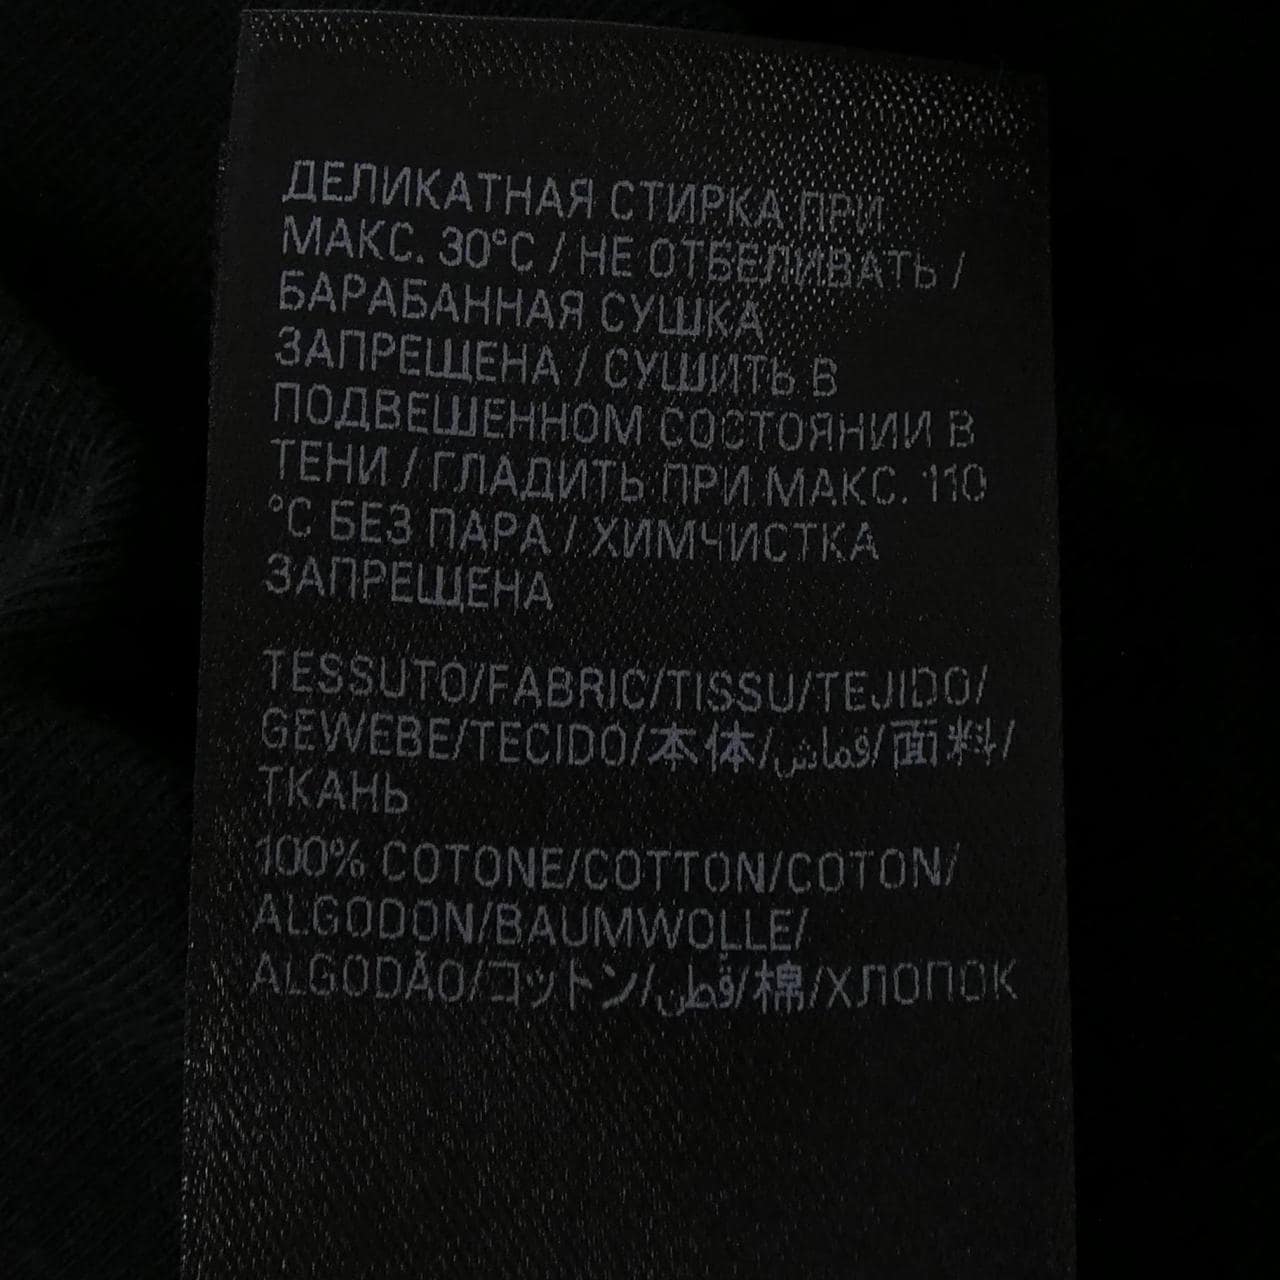 ДЕЛИКАТНАЯ СТИРКА ПРИ
МАКС. 30°C / НЕ ОТБЕЛИВАТЬ /
БАРАБАННАЯ СУШКА
ЗАПРЕЩЕНА / СУШИТЬ В
ПОДВЕШЕННОМ СОСТОЯНИИ В
ТЕНИ / ГЛАДИТЬ ПРИ МАКС. 110
°C БЕЗ ПАРА / ХИМЧИСТКА
ЗАПРЕЩЕНА
TESSUTO/FABRIC/TISSU/TEJIDO/
GEWEBE/TECIDO/本体/قماش/面料/
ТКАНЬ
100% COTONE/COTTON/COTON/
ALGODON/BAUMWOLLE/
ALGODÃO/コットン/قطن/棉/ХЛОПОК